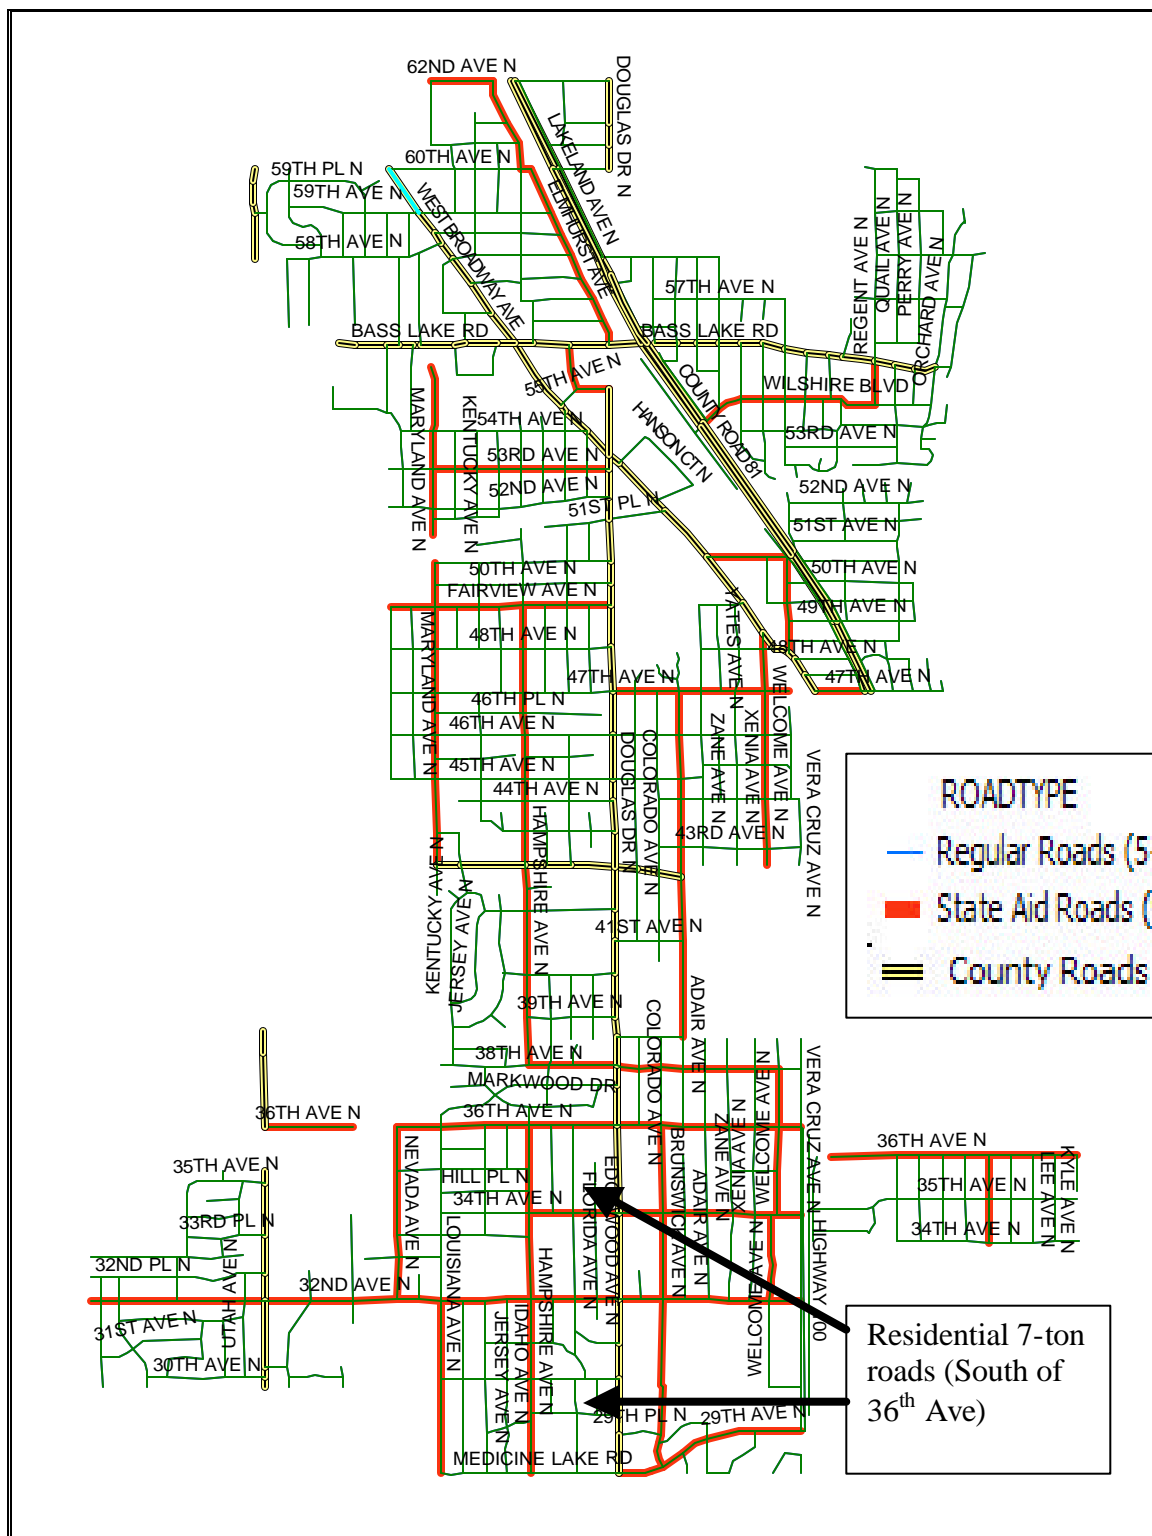 62ND AVE N
DOUGLAS DR N
LAKELAND AVE N
60TH AVE N
59TH PL N
59TH AVE N
ELMHURST AVE
WEST BROADWAY AVE
58TH AVE N
REGENT AVE N
QUAIL AVE N
PERRY AVE N
ORCHARD AVE N
57TH AVE N
BASS LAKE RD
BASS LAKE RD
55TH AVE N
COUNTY ROAD 81
WILSHIRE BLVD
MARYLAND AVE N
KENTUCKY AVE N
54TH AVE N
HANSON CT N
53RD AVE N
53RD AVE N
52ND AVE N
52ND AVE N
51ST PL N
51ST AVE N
50TH AVE N
50TH AVE N
FAIRVIEW AVE N
YATES AVE N
49TH AVE N
MARYLAND AVE N
48TH AVE N
48TH AVE N
47TH AVE N
WELCOME AVE N
47TH AVE N
46TH PL N
46TH AVE N
ZANE AVE N
XENIA AVE N
DOUGLAS DR N
COLORADO AVE N
VERA CRUZ AVE N
45TH AVE N
44TH AVE N
HAMPSHIRE AVE N
43RD AVE N
KENTUCKY AVE N
JERSEY AVE N
41ST AVE N
ROADTYPE
Regular Roads (5-
State Aid Roads (
County Roads
39TH AVE N
ADAIR AVE N
COLORADO AVE N
38TH AVE N
MARKWOOD DR
VERA CRUZ AVE N
WELCOME AVE N
XENIA AVE N
ZANE AVE N
36TH AVE N
36TH AVE N
36TH AVE N
NEVADA AVE N
BRUNSWICK AVE N
ADAIR AVE N
KYLE AVE N
LEE AVE N
35TH AVE N
HILL PL N
35TH AVE N
34TH AVE N
FLORIDA AVE N
EDGEWOOD AVE N
33RD PL N
34TH AVE N
LOUISIANA AVE N
WELCOME AVE N
HIGHWAY 100
32ND PL N
32ND AVE N
UTAH AVE N
HAMPSHIRE AVE N
IDAHO AVE N
JERSEY AVE N
31ST AVE N
30TH AVE N
29TH PL N
29TH AVE N
MEDICINE LAKE RD
Residential 7-ton
roads (South of
36th Ave)